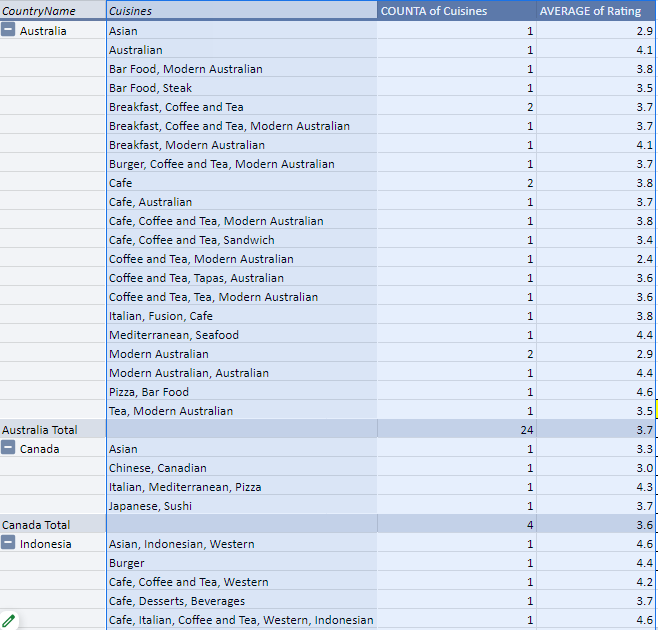 CountryName Cuisines COUNTA of Cuisines AVERAGE of Rating
Australia Asian 1 2.9
Australian 1 4.1
Bar Food, Modern Australian 1 3.8
Bar Food, Steak 1 3.5
Breakfast, Coffee and Tea 2 3.7
Breakfast, Coffee and Tea, Modern Australian 1 3.7
Breakfast, Modern Australian 1 4.1
Burger, Coffee and Tea, Modern Australian 1 3.7
Cafe 2 3.8
Cafe, Australian 1 3.7
Cafe, Coffee and Tea, Modern Australian 1 3.8
Cafe, Coffee and Tea, Sandwich 1 3.4
Coffee and Tea, Modern Australian 1 2.4
Coffee and Tea, Tapas, Australian 1 3.6
Coffee and Tea, Tea, Modern Australian 1 3.6
Italian, Fusion, Cafe 1 3.8
Mediterranean, Seafood 1 4.4
Modern Australian 2 2.9
Modern Australian, Australian 1 4.4
Pizza, Bar Food 1 4.6
Tea, Modern Australian 1 3.5
Australia Total 24 3.7
Canada Asian 1 3.3
Chinese, Canadian 1 3.0
Italian, Mediterranean, Pizza 1 4.3
Japanese, Sushi 1 3.7
Canada Total 4 3.6
Indonesia Asian, Indonesian, Western 1 4.6
Burger 1 4.4
Cafe, Coffee and Tea, Western 1 4.2
Cafe, Desserts, Beverages 1 3.7
Cafe, Italian, Coffee and Tea, Western, Indonesian 1 4.6